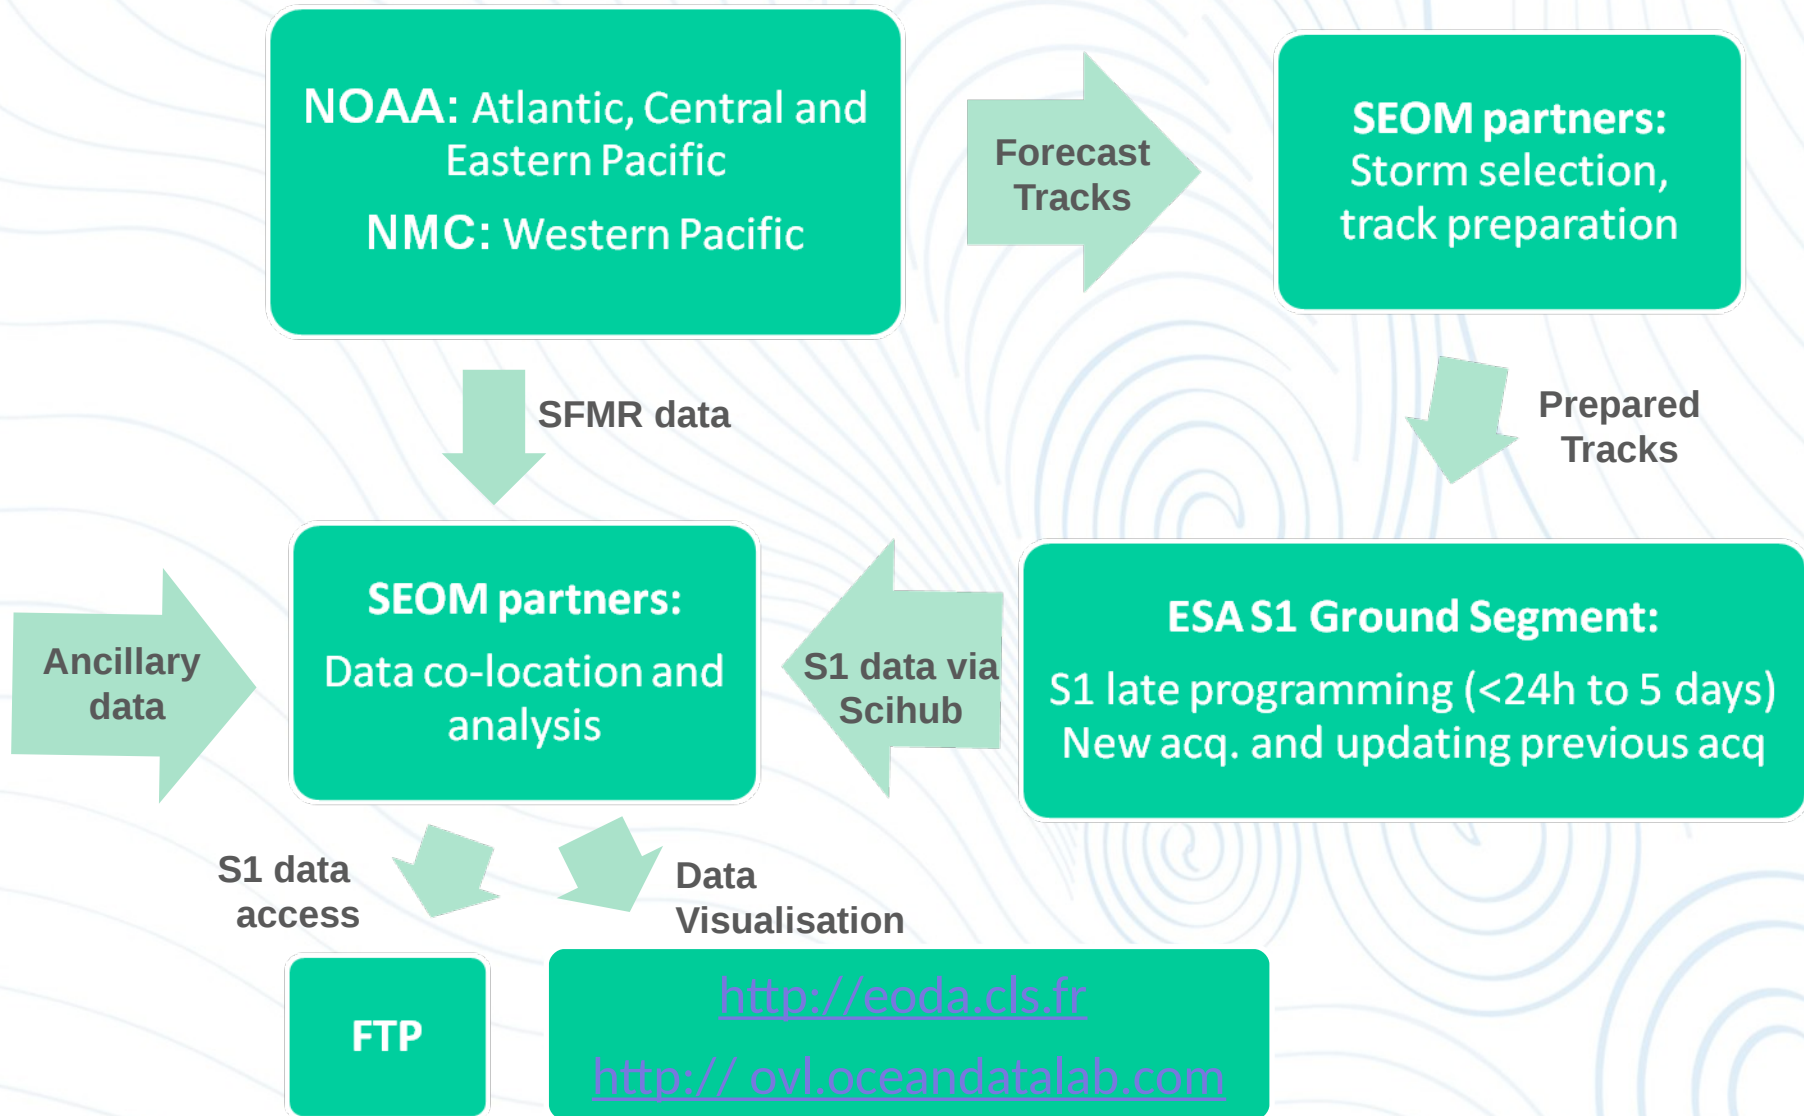 NOAA: Atlantic, Central and
Eastern Pacific
NMC: Western Pacific
Forecast
Tracks
SEOM partners:
Storm selection,
track preparation
SFMR data
Prepared
Tracks
Ancillary
data
SEOM partners:
Data co-location and
analysis
S1 data via
Scihub
ESA S1 Ground Segment:
S1 late programming (<24h to 5 days)
New acq. and updating previous acq
S1 data
access
Data
Visualisation
FTP
http://eoda.cls.fr
http:// ovl.oceandatalab.com